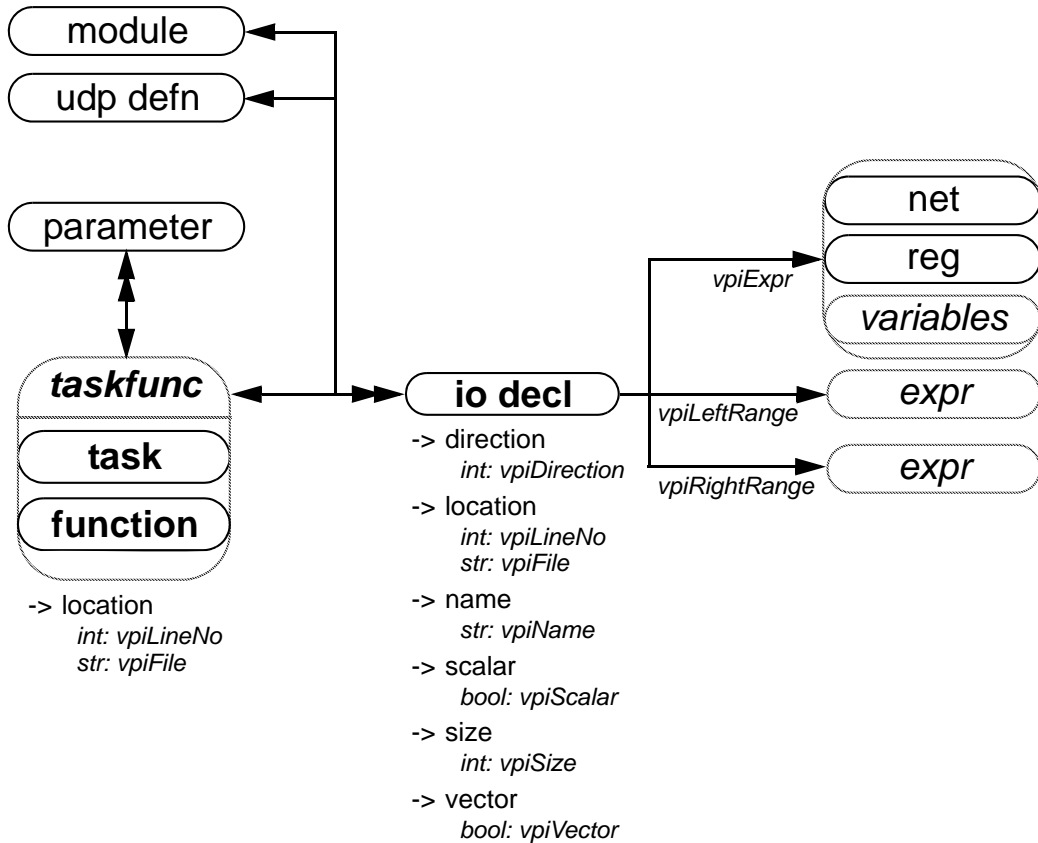 module
udp defn
parameter
taskfunc
task
function
-> location
int: vpiLineNo
str: vpiFile
io decl
-> direction
int: vpiDirection
-> location
int: vpiLineNo
str: vpiFile
-> name
str: vpiName
-> scalar
bool: vpiScalar
-> size
int: vpiSize
-> vector
bool: vpiVector
vpiExpr
net
reg
variables
vpiLeftRange
expr
vpiRightRange
expr